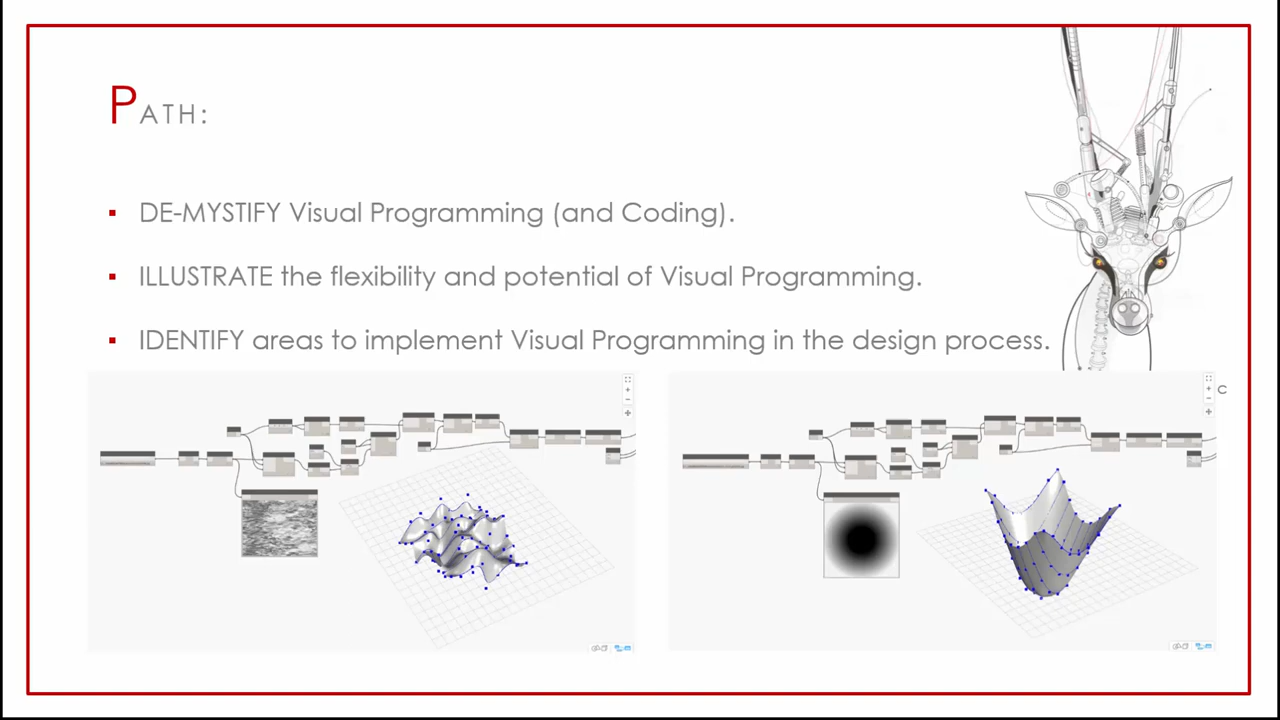 PATH:
DE-MYSTIFY Visual Programming (and Coding).
ILLUSTRATE the flexibility and potential of Visual Programming.
IDENTIFY areas to implement Visual Programming in the design process.
c